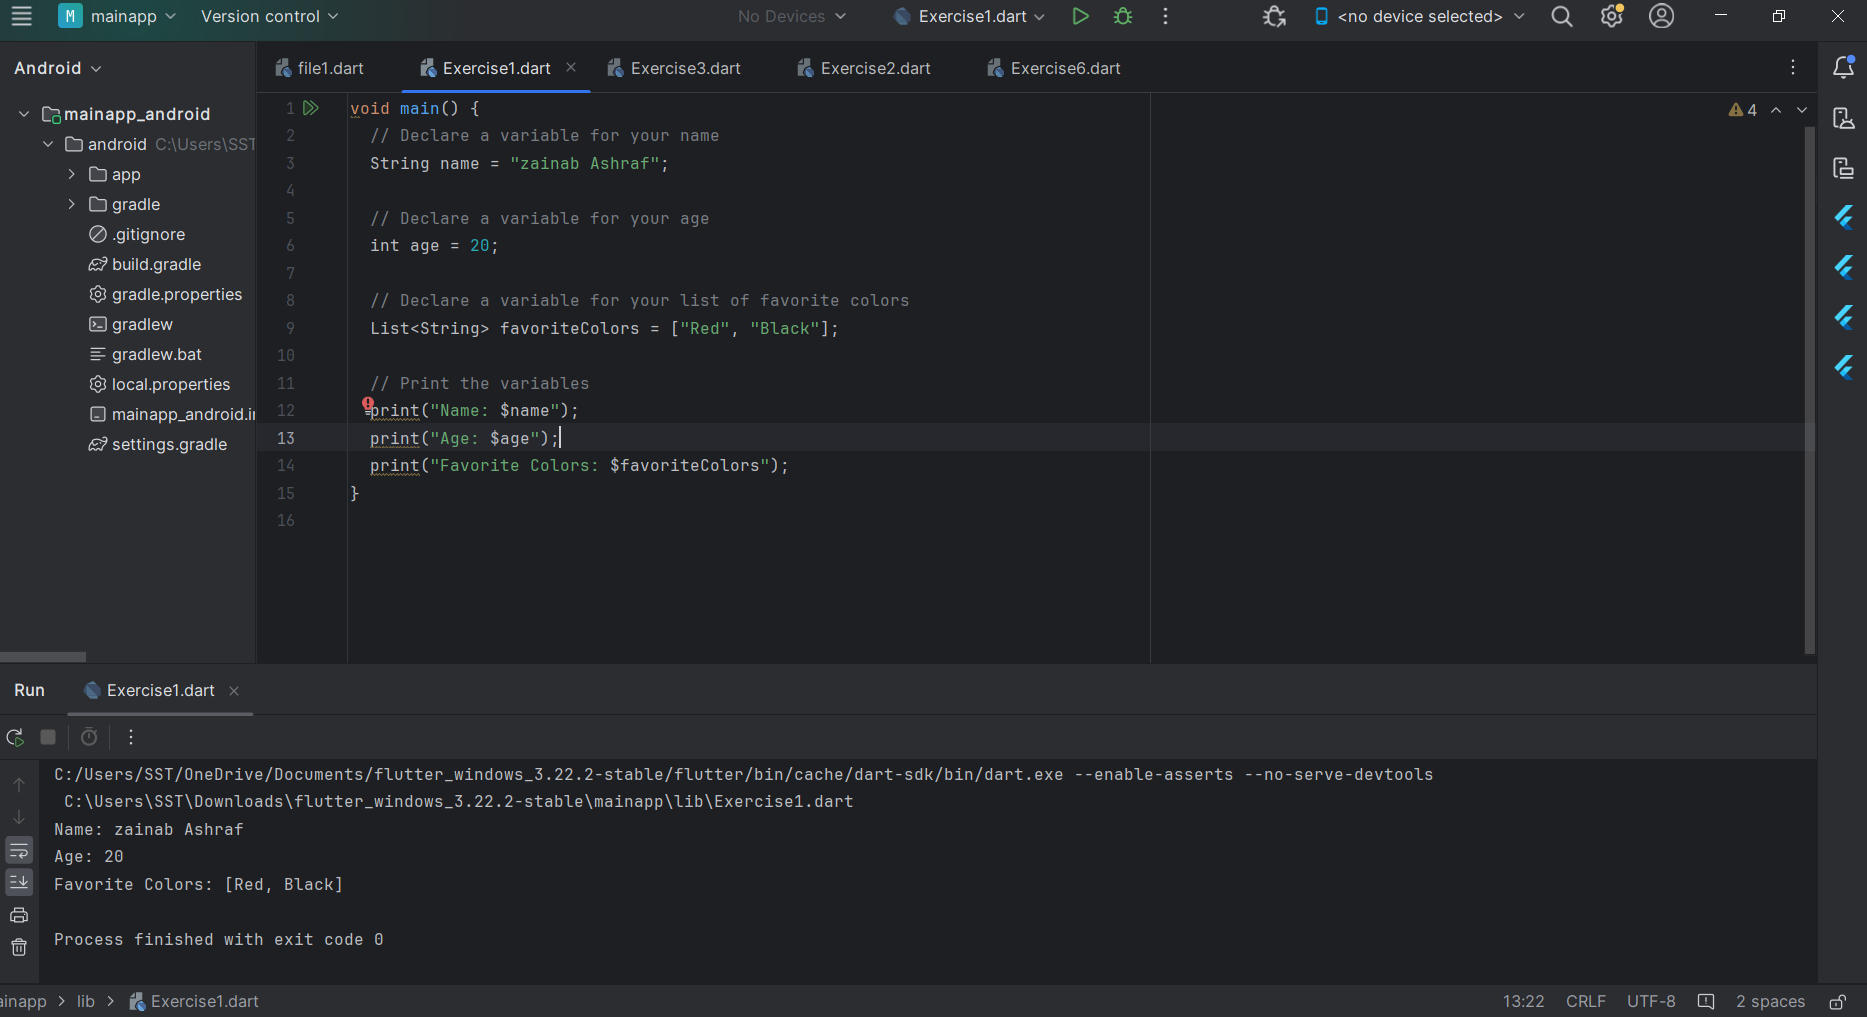 M mainapp Version control No Devices Exercise1.dart <no device selected>
Android
file1.dart Exercise1.dart Exercise3.dart Exercise2.dart Exercise6.dart
mainapp_android
android C:\Users\SST
app
gradle
.gitignore
build.gradle
gradle.properties
gradlew
gradlew.bat
local.properties
mainapp_android.
settings.gradle
4
1 void main() {
2 // Declare a variable for your name
3 String name = "zainab Ashraf";
4
5 // Declare a variable for your age
6 int age = 20;
7
8 // Declare a variable for your list of favorite colors
9 List<String> favoriteColors = ["Red", "Black"];
10
11 // Print the variables
12 print("Name: $name");
13 print("Age: $age");
14 print("Favorite Colors: $favoriteColors");
15 }
16
Run Exercise1.dart
C:/Users/SST/OneDrive/Documents/flutter_windows_3.22.2-stable/flutter/bin/cache/dart-sdk/bin/dart.exe --enable-asserts --no-serve-devtools
C:\Users\SST\Downloads\flutter_windows_3.22.2-stable\mainapp\lib\Exercise1.dart
Name: zainab Ashraf
Age: 20
Favorite Colors: [Red, Black]
Process finished with exit code 0
ainapp > lib > Exercise1.dart 13:22 CRLF UTF-8 2 spaces